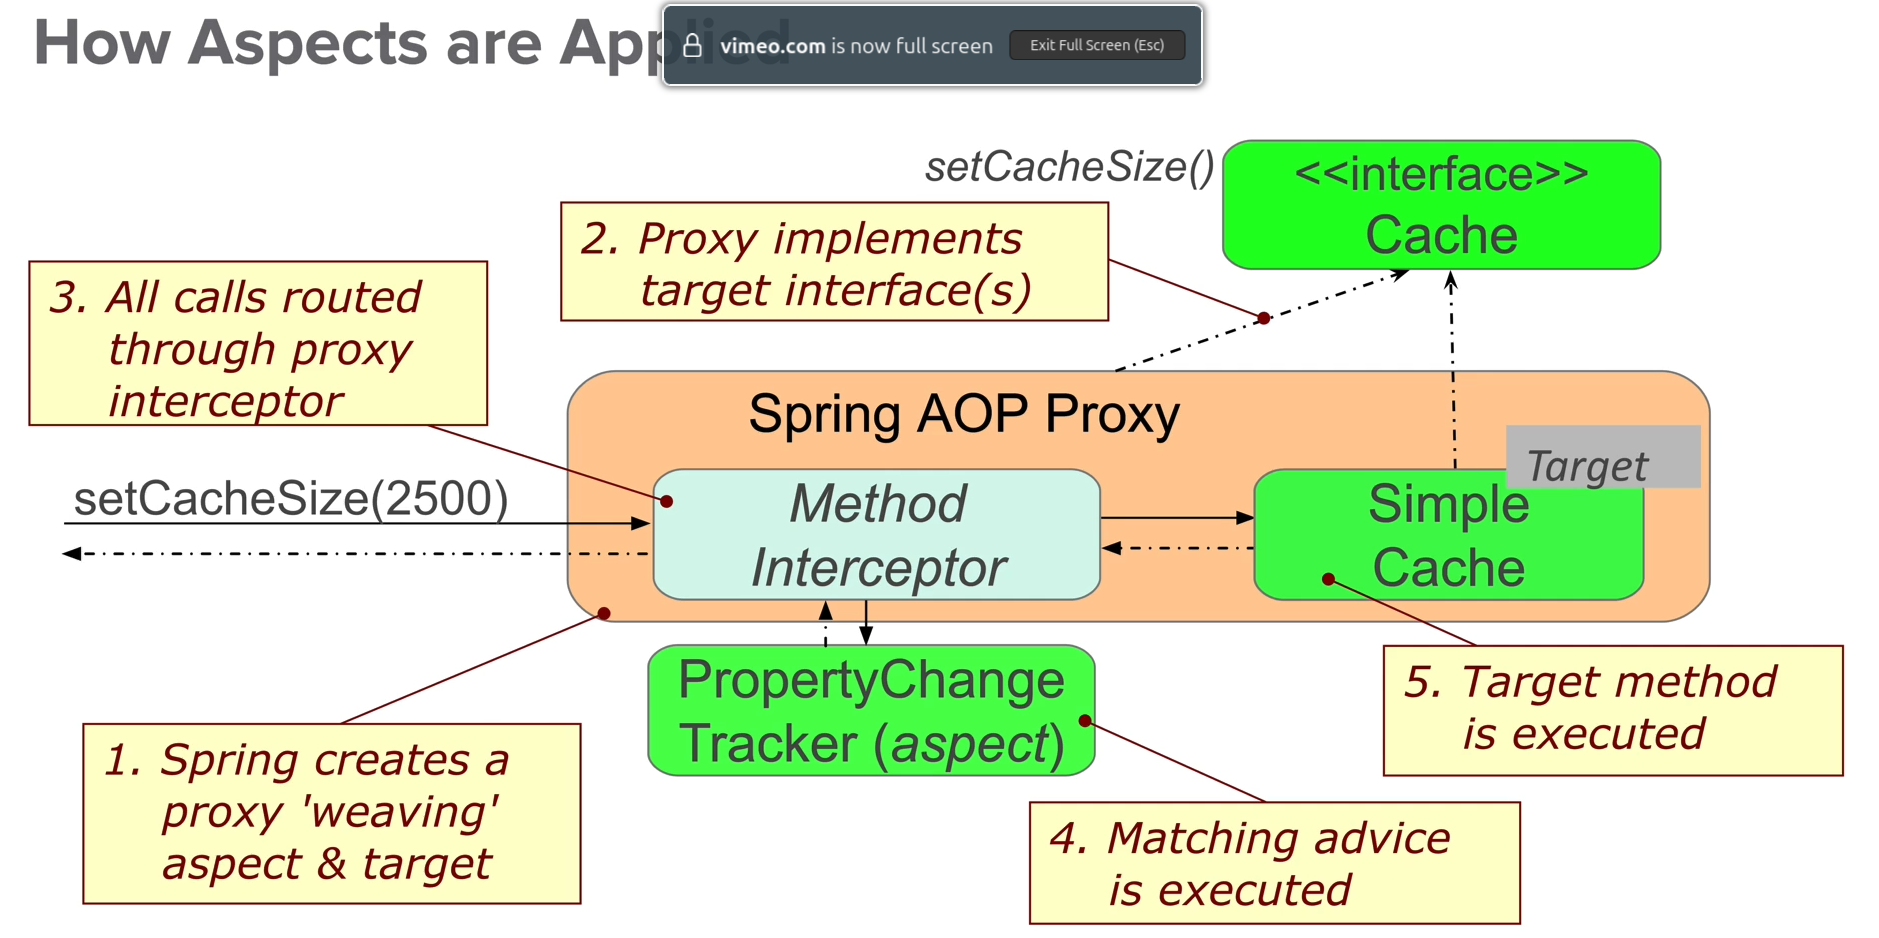 How Aspects are Applied
vimeo.com is now full screen
Exit Full Screen (Esc)
setCacheSize()
<<interface>>
Cache
2. Proxy implements
target interface(s)
3. All calls routed
through proxy
interceptor
Spring AOP Proxy
Target
setCacheSize(2500)
Method
Interceptor
Simple
Cache
PropertyChange
Tracker (aspect)
5. Target method
is executed
1. Spring creates a
proxy 'weaving'
aspect & target
4. Matching advice
is executed